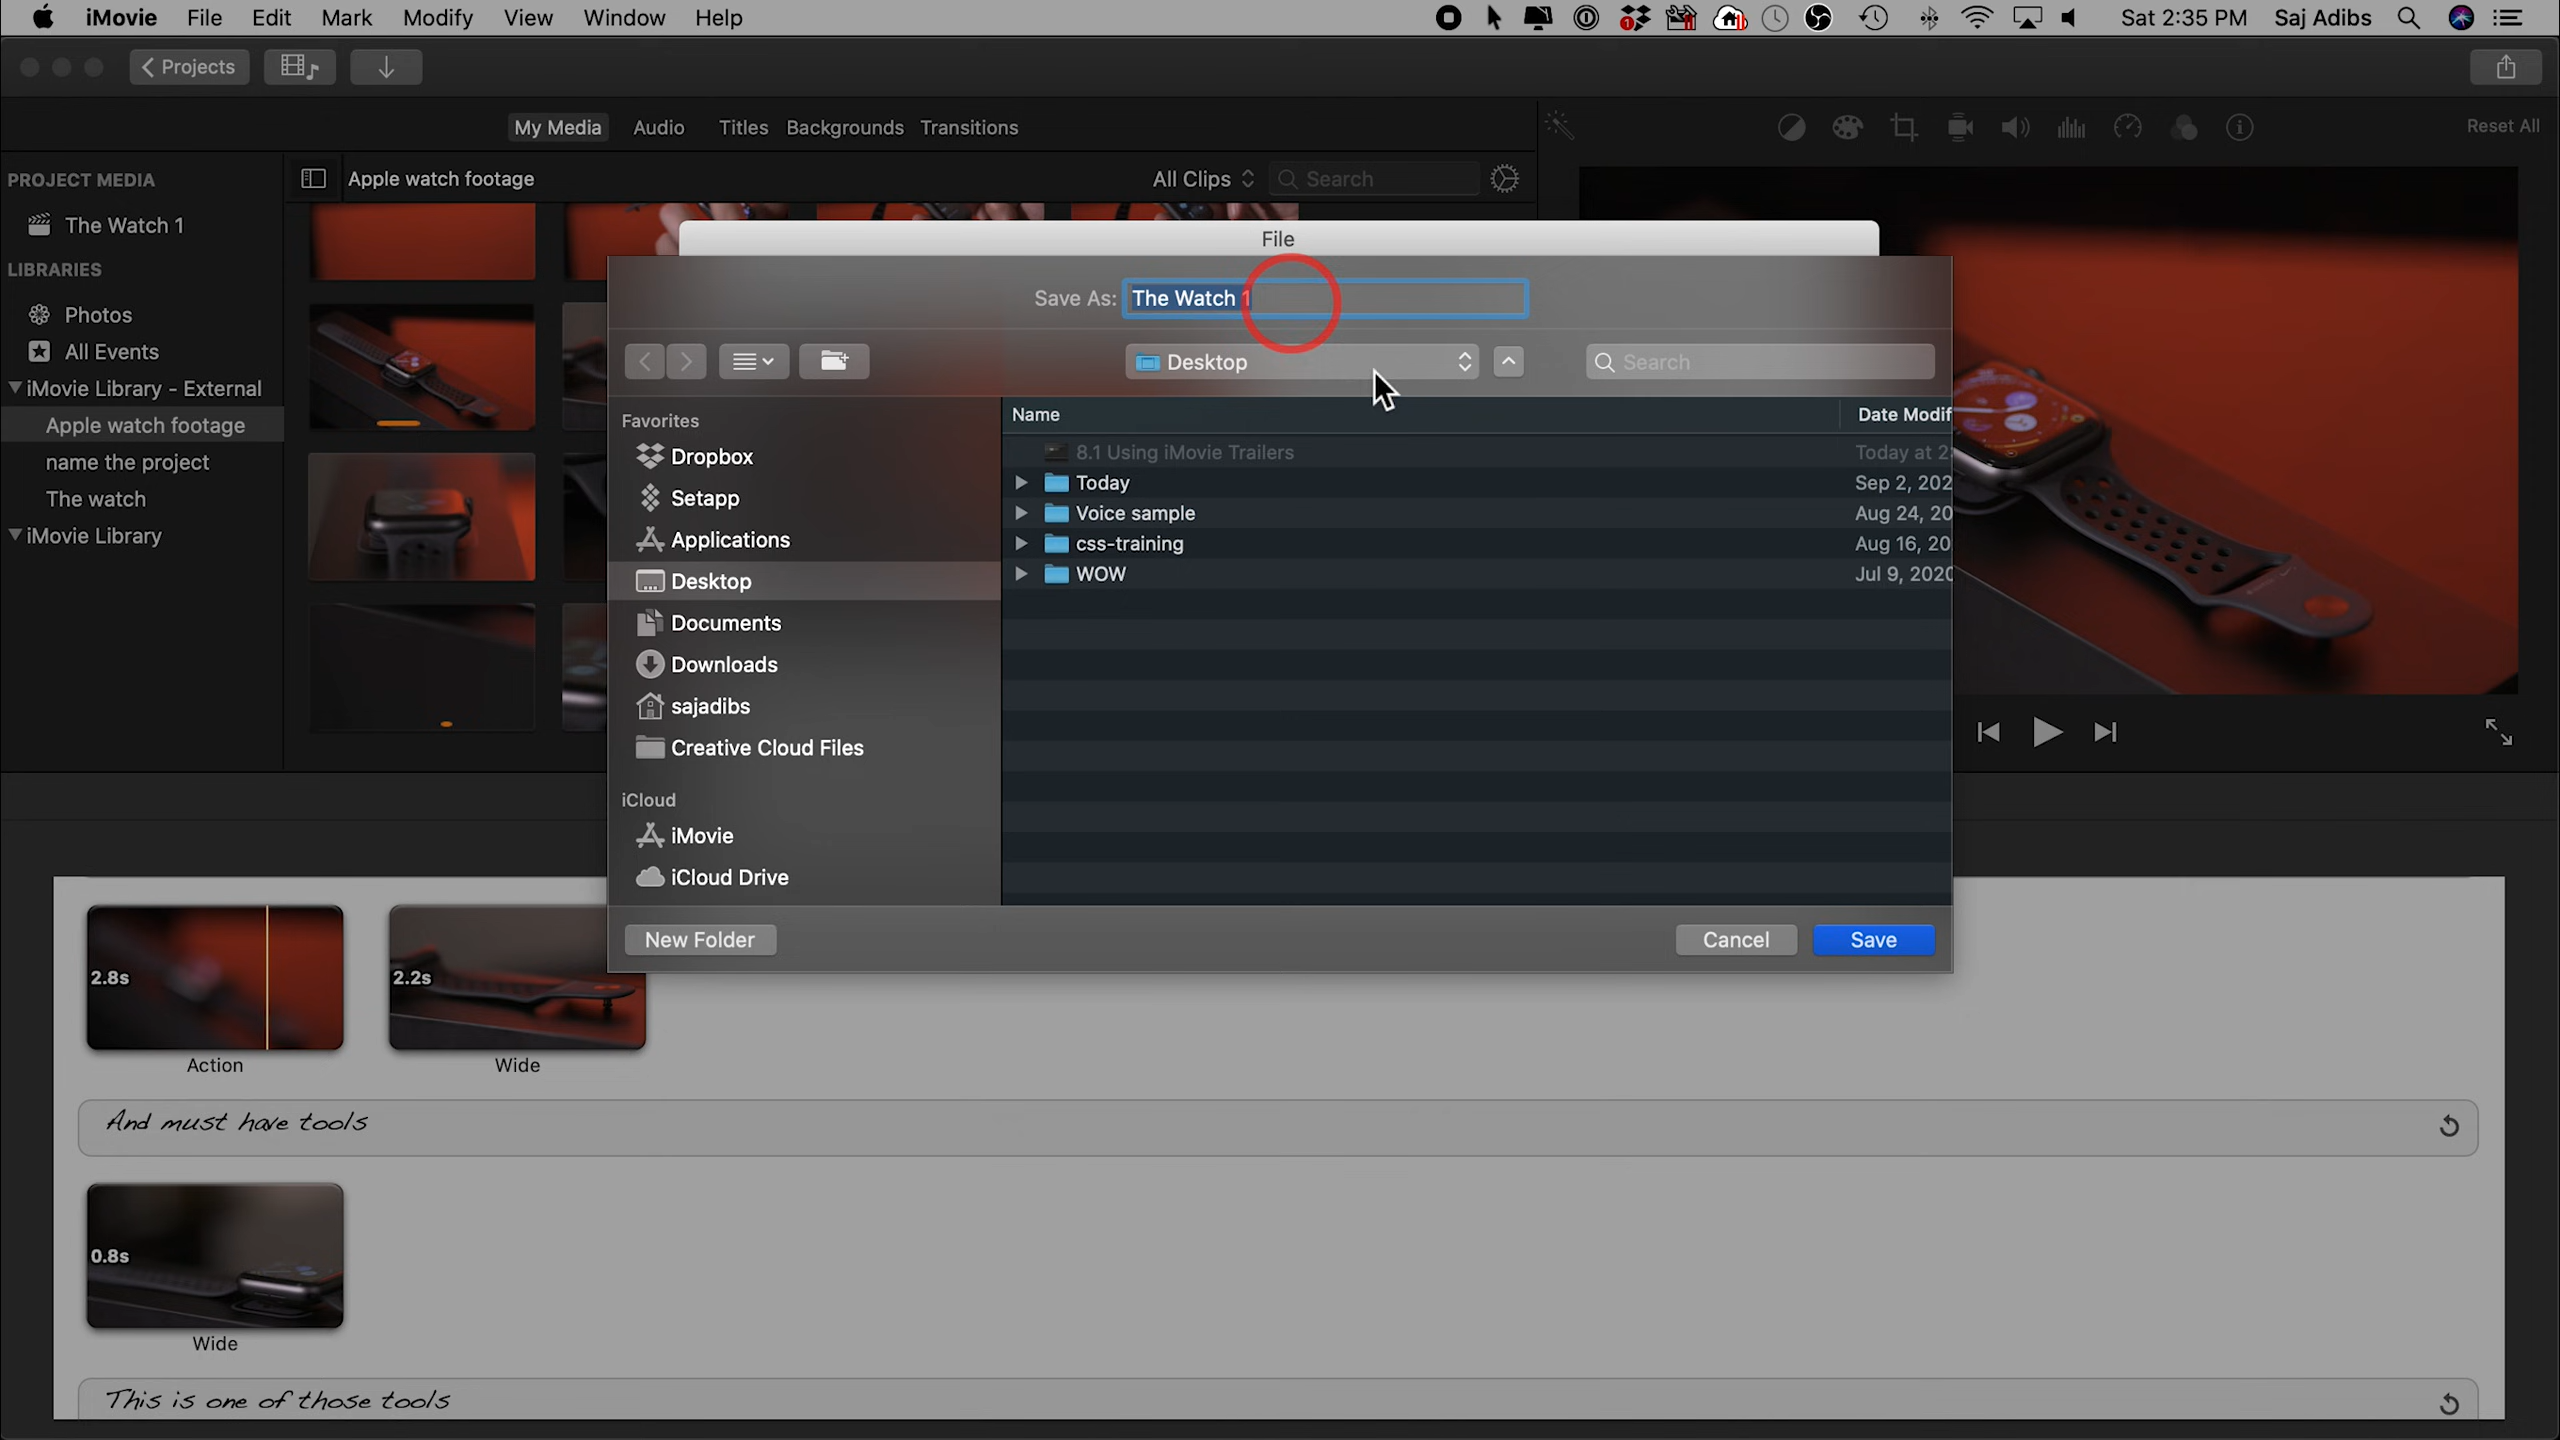 iMovie File Edit Mark Modify View Window Help
1
Sat 2:35 PM Saj Adibs
Projects
My Media Audio Titles Backgrounds Transitions
Reset All
PROJECT MEDIA
Apple watch footage
All Clips
Search
The Watch 1
LIBRARIES
Photos
All Events
iMovie Library - External
Apple watch footage
name the project
The watch
iMovie Library
File
Save As: The Watch 1
Desktop
Search
Favorites
Dropbox
Setapp
Applications
Desktop
Documents
Downloads
sajadibs
Creative Cloud Files
iCloud
iMovie
iCloud Drive
Name Date Modif
8.1 Using iMovie Trailers Today at 2:
Today Sep 2, 202
Voice sample Aug 24, 20
css-training Aug 16, 20
WOW Jul 9, 2020
New Folder
Cancel Save
2.8s 2.2s
Action Wide
And must have tools
0.8s
Wide
This is one of those tools